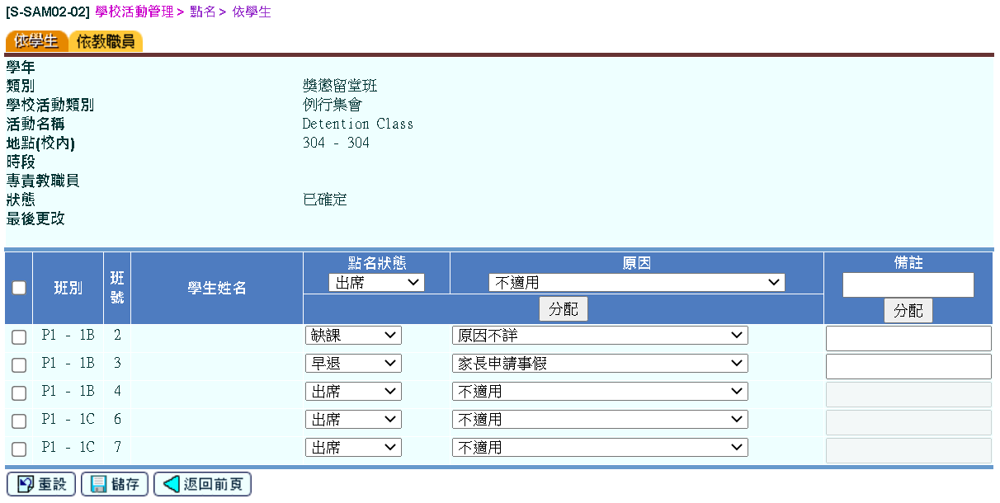 [S-SAM02-02] 學校活動管理 > 點名 > 依學生
依學生 依教職員
學年
類別 獎懲留堂班
學校活動類別 例行集會
活動名稱 Detention Class
地點(校內) 304 - 304
時段
專責教職員
狀態 已確定
最後更改
班別 班號 學生姓名 點名狀態 原因 備註
出席 不適用
分配 分配
P1 - 1B 2 缺課 原因不詳
P1 - 1B 3 早退 家長申請事假
P1 - 1B 4 出席 不適用
P1 - 1C 6 出席 不適用
P1 - 1C 7 出席 不適用
重設 儲存 返回前頁